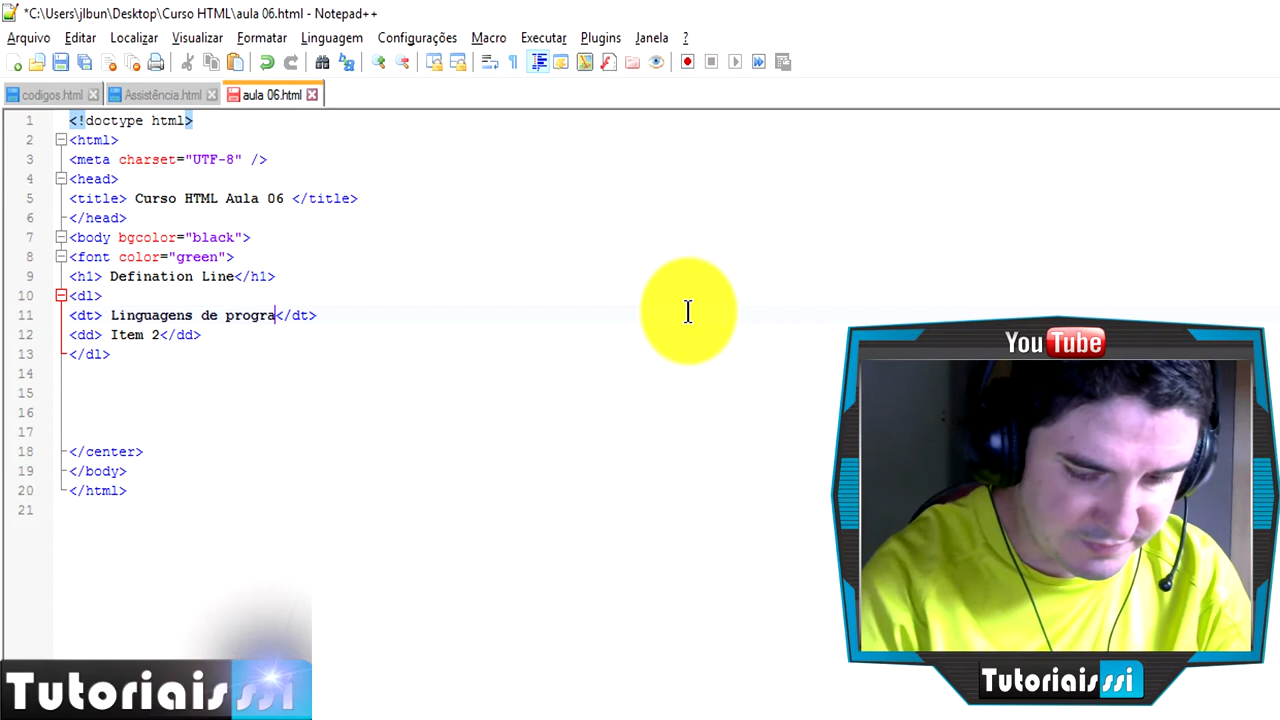 *C:\Users\jlbun\Desktop\Curso HTML\aula 06.html - Notepad++
Arquivo Editar Localizar Visualizar Formatar Linguagem Configurações Macro Executar Plugins Janela ?
codigos.html Assistência.html aula 06.html
1 <!doctype html>
2 <html>
3 <meta charset="UTF-8" />
4 <head>
5 <title> Curso HTML Aula 06 </title>
6 </head>
7 <body bgcolor="black">
8 <font color="green">
9 <h1> Defination Line</h1>
10 <dl>
11 <dt> Linguagens de progra</dt>
12 <dd> Item 2</dd>
13 </dl>
14
15
16
17
18 </center>
19 </body>
20 </html>
21
You Tube
Tutoriaisssi
Tutoriaisssi